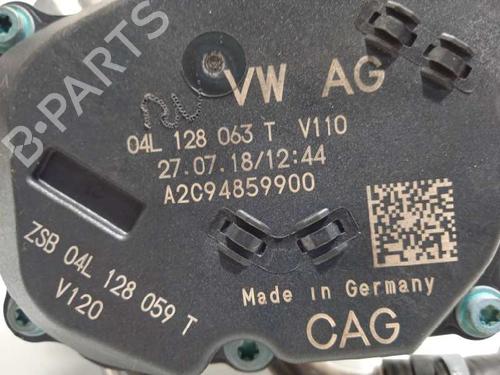 VW AG
RU
04L 128 063 T V110
27.07.18/12:44
A2C94859900
ZSB 04L 128 059 T
V120
Made in Germany
CAG
B-PARTS